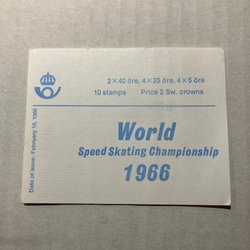 2×40 öre, 4×25 öre, 4×5 öre
10 stamps Price 2 Sw. crowns
World
Speed Skating Championship
1966
Date of issue: February 18, 1966